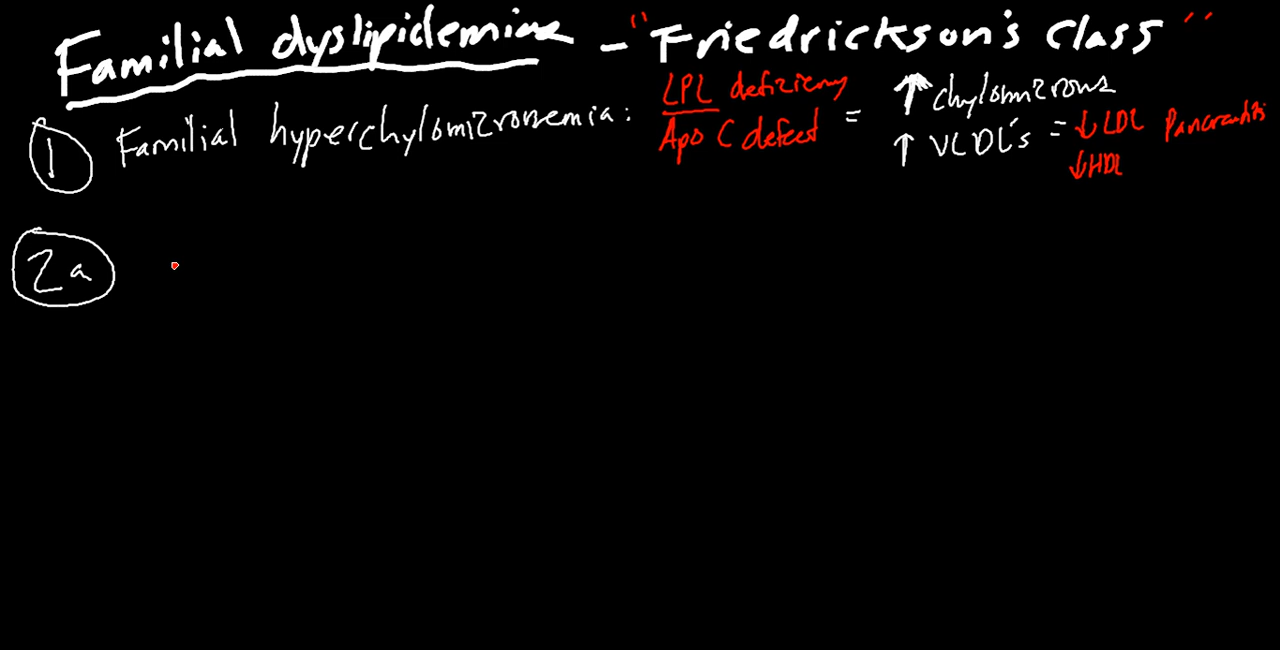 Familial dyslipidemia - "Friedrickson's Class"
① Familial hyperchylomicronemia: LPL deficiency = ↑ chylomicrons
Apo C defect ↑ VLDL's = ↓ LDL Pancreatitis
↓ HDL
2a